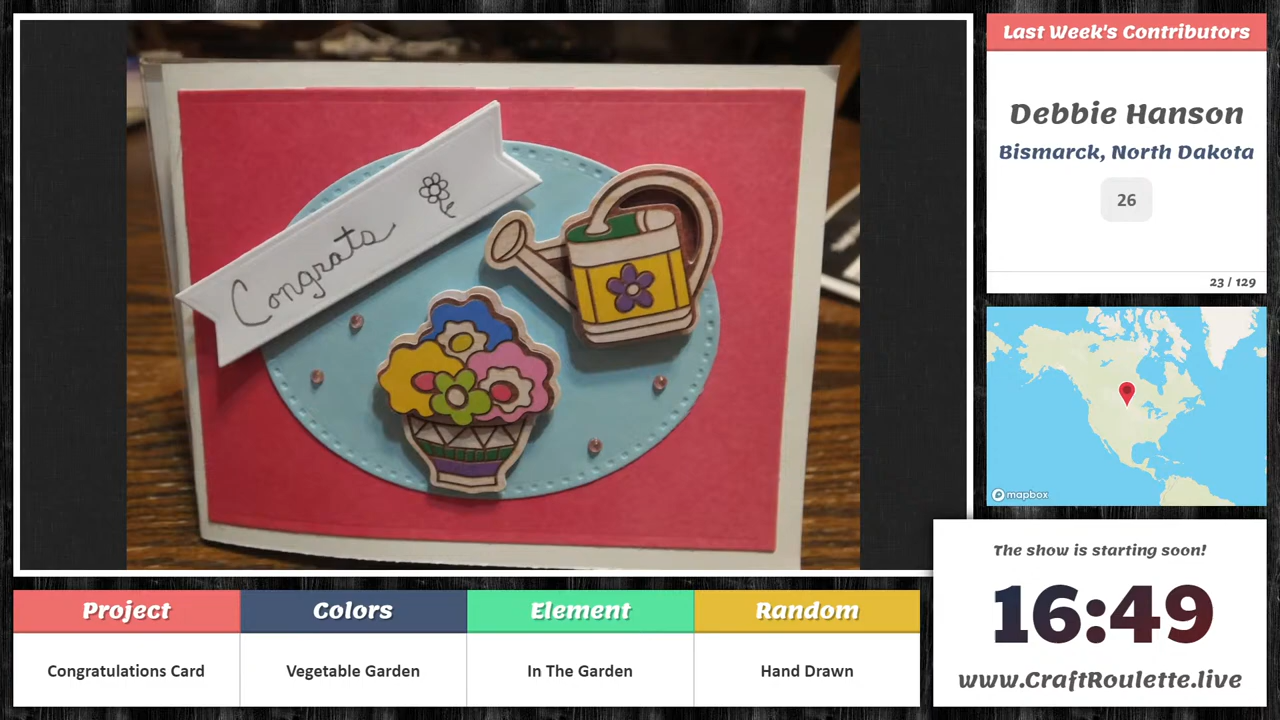 Congrats
Last Week's Contributors
Debbie Hanson
Bismarck, North Dakota
26
23 / 129
mapbox
The show is starting soon!
16:49
www.CraftRoulette.live
Project
Congratulations Card
Colors
Vegetable Garden
Element
In The Garden
Random
Hand Drawn